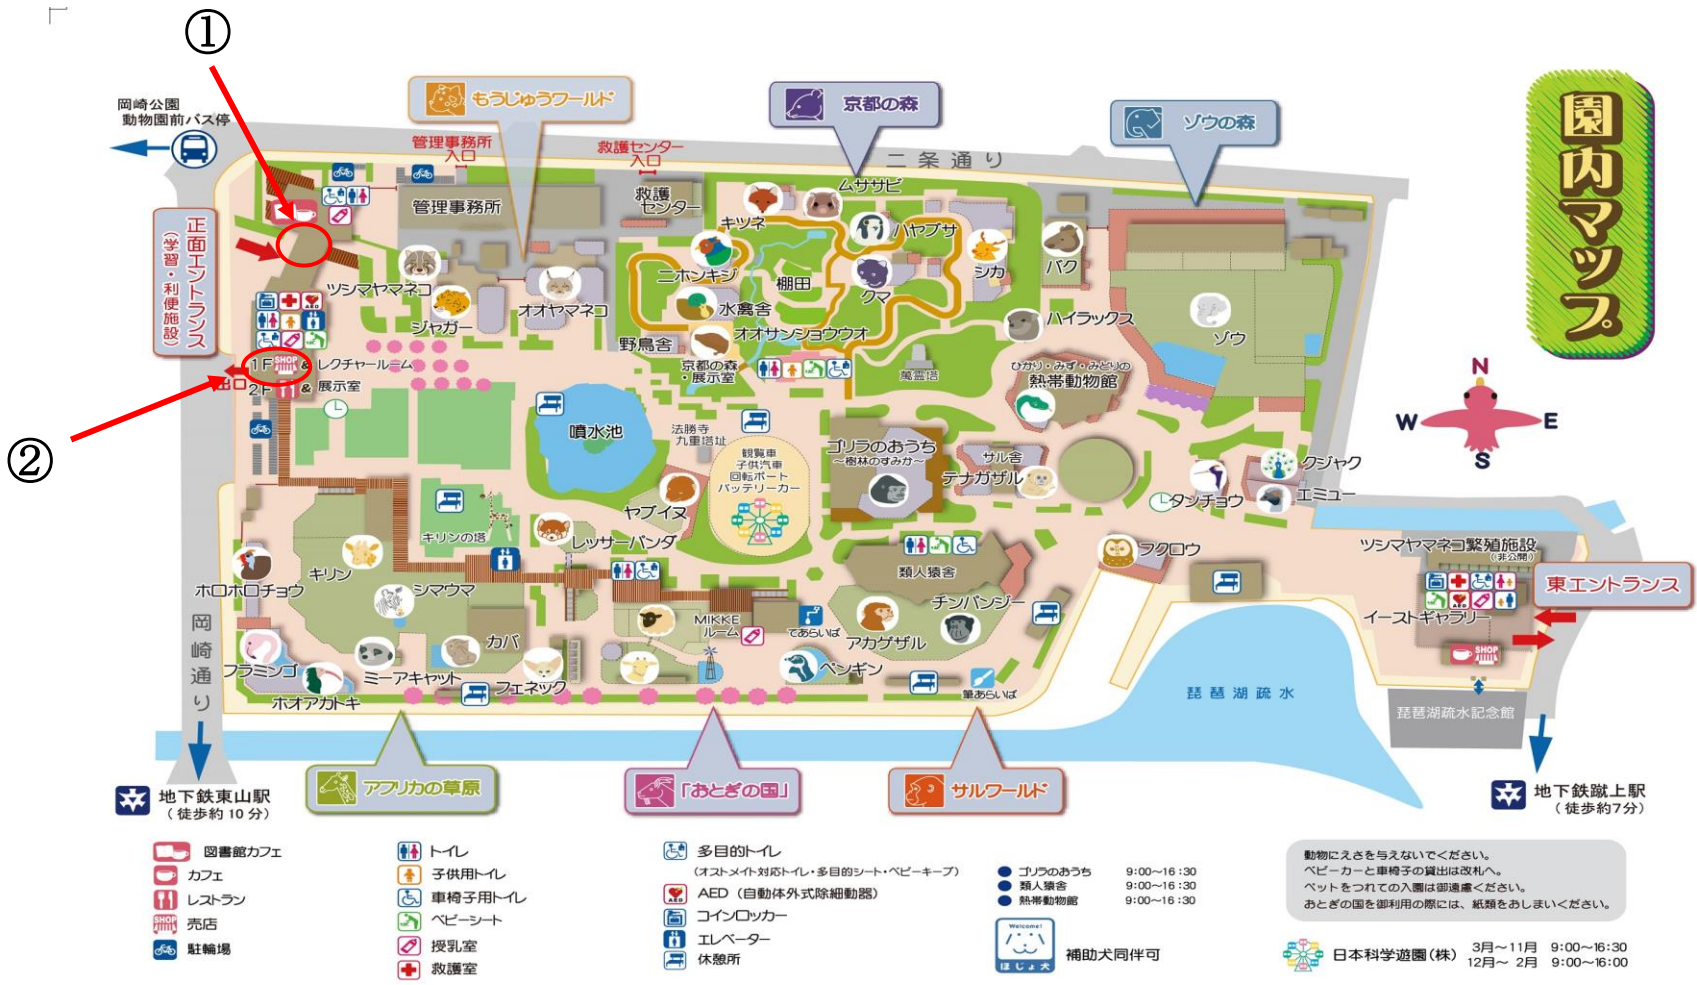 ①
岡崎公園
動物園前バス停
もうじゅうワールド
京都の森
ゾウの森
園内マップ
管理事務所
入口
救護センター
入口
二条通り
正面エントランス
(学習・利便施設)
管理事務所
救護
センター
ムササビ
キツネ
ハヤブサ
シカ
バク
ニホンキジ
棚田
クマ
ツシマヤマネコ
ジャガー
オオヤマネコ
水禽舎
オオサンショウウオ
野鳥舎
京都の森
・展示室
ハイラックス
ゾウ
AED
1F SHOP & レクチャールーム
出口
2F & 展示室
萬霊塔
ひかり・みず・みどりの
熱帯動物館
N
W E
S
②
噴水池
法勝寺
九重塔址
観覧車
子供汽車
回転ボート
バッテリーカー
ゴリラのおうち
～樹林のすみか～
サル舎
テナガザル
クジャク
エミュー
タンチョウ
ヤブイヌ
キリンの塔
レッサーパンダ
類人猿舎
フクロウ
ツシマヤマネコ繁殖施設
(非公開)
東エントランス
AED
イーストギャラリー
SHOP
ホロホロチョウ
キリン
シマウマ
カバ
MIKKE
ルーム
てあらいば
アカゲザル
チンパンジー
岡崎通り
フラミンゴ
ホオアカトキ
ミーアキャット
フェネック
ペンギン
筆あらいば
琵琶湖疏水
琵琶湖疏水記念館
アフリカの草原
「おとぎの国」
サルワールド
地下鉄東山駅
(徒歩約10分)
地下鉄蹴上駅
(徒歩約7分)
図書館カフェ
カフェ
レストラン
SHOP 売店
駐輪場
トイレ
子供用トイレ
車椅子用トイレ
ベビーシート
授乳室
救護室
多目的トイレ
(オストメイト対応トイレ・多目的シート・ベビーキープ)
AED AED (自動体外式除細動器)
コインロッカー
エレベーター
休憩所
ゴリラのおうち 9:00～16:30
類人猿舎 9:00～16:30
熱帯動物館 9:00～16:30
Welcome!
ほじょ犬
補助犬同伴可
動物にえさを与えないでください。
ベビーカーと車椅子の貸出は改札へ。
ペットをつれての入園は御遠慮ください。
おとぎの国を御利用の際には、紙類をおしまいください。
日本科学遊園(株) 3月～11月 9:00～16:30
12月～ 2月 9:00～16:00